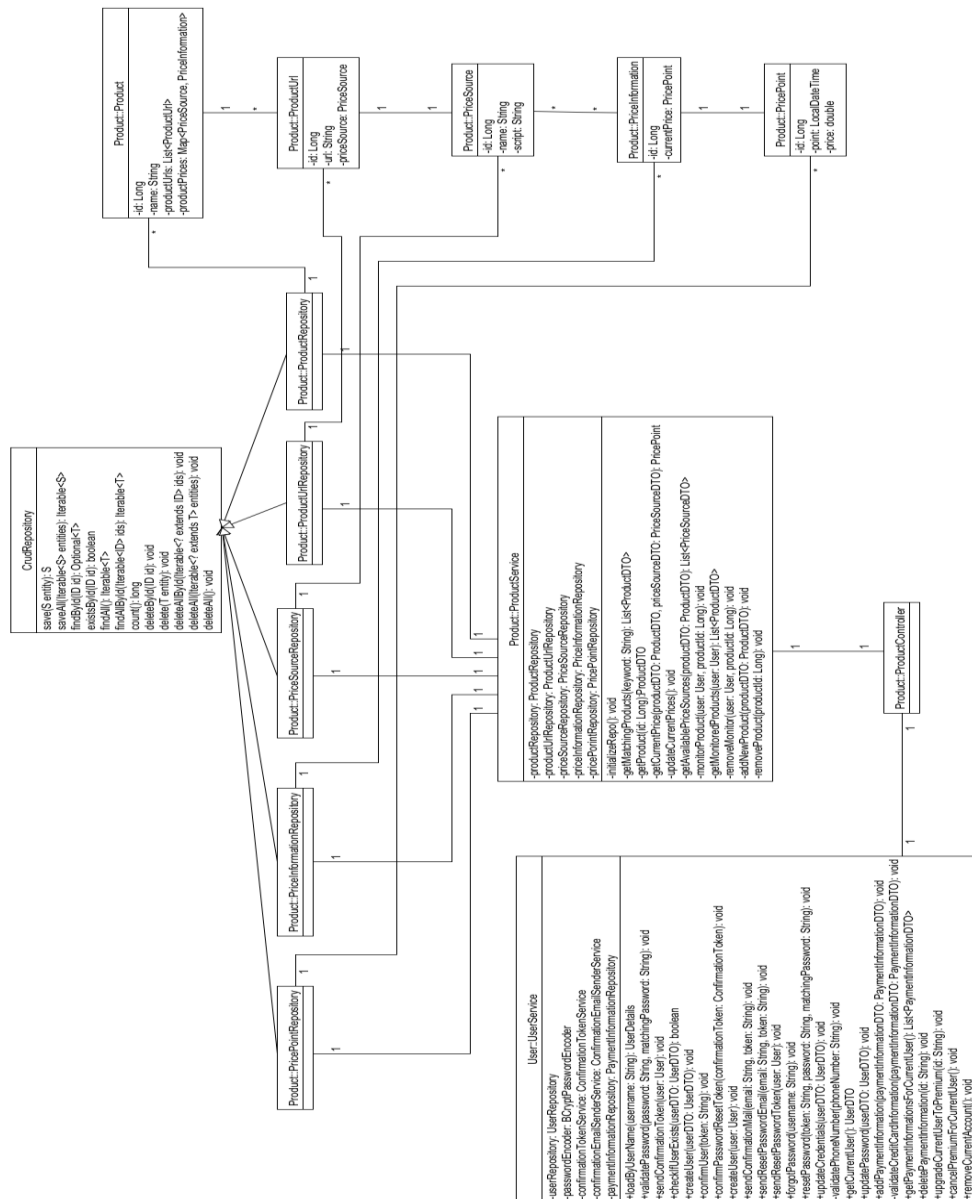 CrudRepository
save(S entity): S
saveAll(Iterable<S> entities): Iterable<S>
findById(ID id): Optional<T>
existsById(ID id): boolean
findAll(): Iterable<T>
findAllById(Iterable<ID> ids): Iterable<T>
count(): long
deleteById(ID id): void
delete(T entity): void
deleteAllById(Iterable<? extends ID> ids): void
deleteAll(Iterable<? extends T> entities): void
deleteAll(): void
Product::PricePointRepository
Product::PriceInformationRepository
Product::PriceSourceRepository
Product::ProductUrlRepository
Product::ProductRepository
Product::Product
-id: Long
-name: String
-productUrls: List<ProductUrl>
-productPrices: Map<PriceSource, PriceInformation>
Product::ProductUrl
-id: Long
-url: String
-priceSource: PriceSource
Product::PriceSource
-id: Long
-name: String
-script: String
Product::PriceInformation
-id: Long
-currentPrice: PricePoint
Product::PricePoint
-id: Long
-point: LocalDateTime
-price: double
Product::ProductService
-productRepository: ProductRepository
-productUrlRepository: ProductUrlRepository
-priceSourceRepository: PriceSourceRepository
-priceInformationRepository: PriceInformationRepository
-pricePorintRepository: PricePointRepository
-initializeRepo(): void
-getMatchingProducts(keyword: String): List<ProductDTO>
-getProduct(id: Long):ProductDTO
-getCurrentPrice(productDTO: ProductDTO, priceSourceDTO: PriceSourceDTO): PricePoint
-updateCurrentPrices(): void
-getAvailablePriceSources(productDTO: ProductDTO): List<PriceSourceDTO>
-monitorProduct(user: User, productId: Long): void
-getMonitoredProducts(user: User): List<ProductDTO>
-removeMonitor(user: User, productId: Long): void
-addNewProduct(productDTO: ProductDTO): void
-removeProduct(productId: Long): void
Product::ProductController
User::UserService
-userRepository: UserRepository
-passwordEncoder: BCryptPasswordEncoder
-confirmationTokenService: ConfirmationTokenService
-confirmationEmailSenderService: ConfirmationEmailSenderService
-paymentInformationRepository: PaymentInformationRepository
+loadByUserName(username: String): UserDetails
+validatePassword(password: String, matchingPassword: String): void
+sendConfirmationToken(user: User): void
+checkIfUserExists(userDTO: UserDTO): boolean
+createUser(userDTO: UserDTO): void
+confirmUser(token: String): void
+confirmPasswordResetToken(confirmationToken: ConfirmationToken): void
+createUser(user: User): void
+sendConfirmationMail(email: String, token: String): void
+sendResetPasswordEmail(email: String, token: String): void
+sendResetPasswordToken(user: User): void
+forgotPassword(username: String): void
+resetPassword(token: String, password: String, matchingPassword: String): void
+updateCredentials(userDTO: UserDTO): void
+validatePhoneNumber(phoneNumber: String): void
+getCurrentUser(): UserDTO
+updatePassword(userDTO: UserDTO): void
+addPaymentInformation(paymentInformationDTO: PaymentInformationDTO): void
+validateCreditCardInformation(paymentInformationDTO: PaymentInformationDTO): void
+getPaymentInformationsForCurrentUser(): List<PaymentInformationDTO>
+deletePaymentInformation(id: String): void
+upgradeCurrentUserToPremium(id: String): void
+cancelPremiumForCurrentUser(): void
+removeCurrentAccount(): void